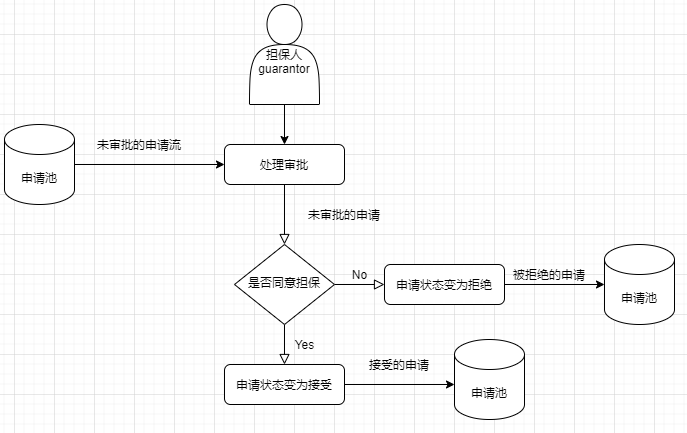 担保人
guarantor
未审批的申请流
申请池
处理审批
未审批的申请
是否同意担保
No
申请状态变为拒绝
被拒绝的申请
申请池
Yes
申请状态变为接受
接受的申请
申请池